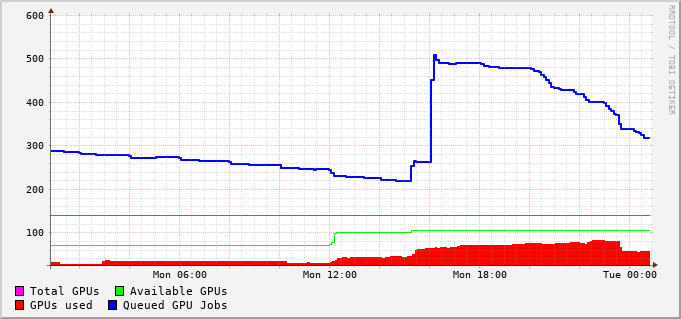 600
500
400
300
200
100
Mon 06:00 Mon 12:00 Mon 18:00 Tue 00:00
Total GPUs Available GPUs
GPUs used Queued GPU Jobs
RRDTOOL / TOBI OETIKER